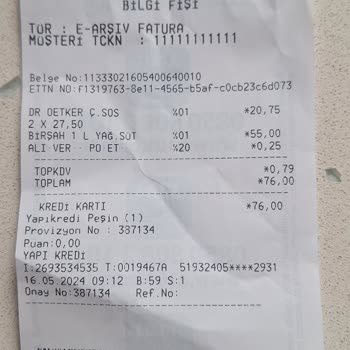 BİLGİ FİŞİ
TÜR : E-ARŞİV FATURA
MÜŞTERİ TCKN : 11111111111
Belge No:11333021605400640010
ETTN NO:f1319763-8e11-4565-b5af-c0cb23c6d073
DR OETKER Ç.SOS %01 *20,75
2 X 27,50
BİRŞAH 1 L YAĞ.SUT %01 *55,00
ALI VER PO ET %20 *0,25
TOPKDV *0,79
TOPLAM *76,00
KREDİ KARTI *76,00
Yapıkredi Peşin (1)
Provizyon No : 387134
Puan:0,00
YAPI KREDİ
I:2693534535 T:0019467A 51932405****2931
16.05.2024 09:12 B:59 S:1
Onay No:387134 Ref.No: